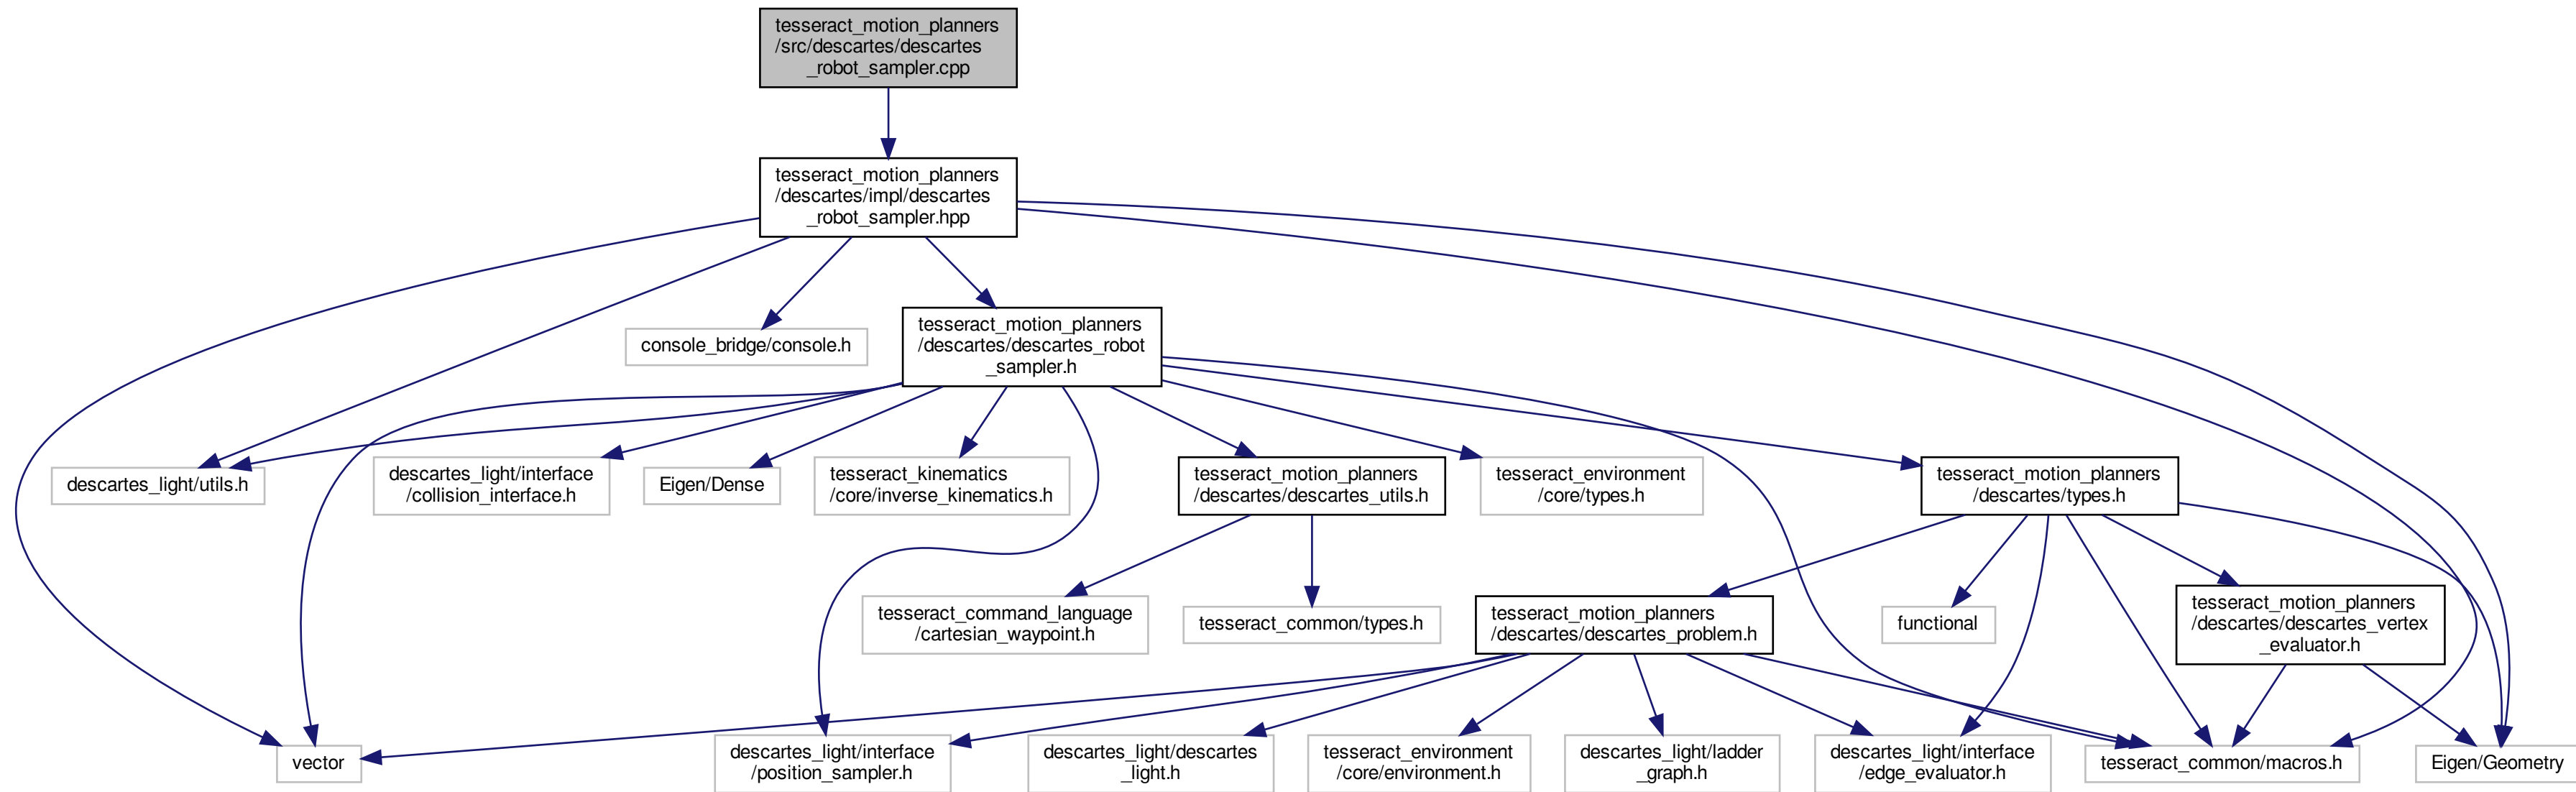 tesseract_motion_planners
/src/descartes/descartes
_robot_sampler.cpp
tesseract_motion_planners
/descartes/impl/descartes
_robot_sampler.hpp
console_bridge/console.h
tesseract_motion_planners
/descartes/descartes_robot
_sampler.h
descartes_light/utils.h
descartes_light/interface
/collision_interface.h
Eigen/Dense
tesseract_kinematics
/core/inverse_kinematics.h
tesseract_motion_planners
/descartes/descartes_utils.h
tesseract_environment
/core/types.h
tesseract_motion_planners
/descartes/types.h
tesseract_command_language
/cartesian_waypoint.h
tesseract_common/types.h
tesseract_motion_planners
/descartes/descartes_problem.h
functional
tesseract_motion_planners
/descartes/descartes_vertex
_evaluator.h
vector
descartes_light/interface
/position_sampler.h
descartes_light/descartes
_light.h
tesseract_environment
/core/environment.h
descartes_light/ladder
_graph.h
descartes_light/interface
/edge_evaluator.h
tesseract_common/macros.h
Eigen/Geometry